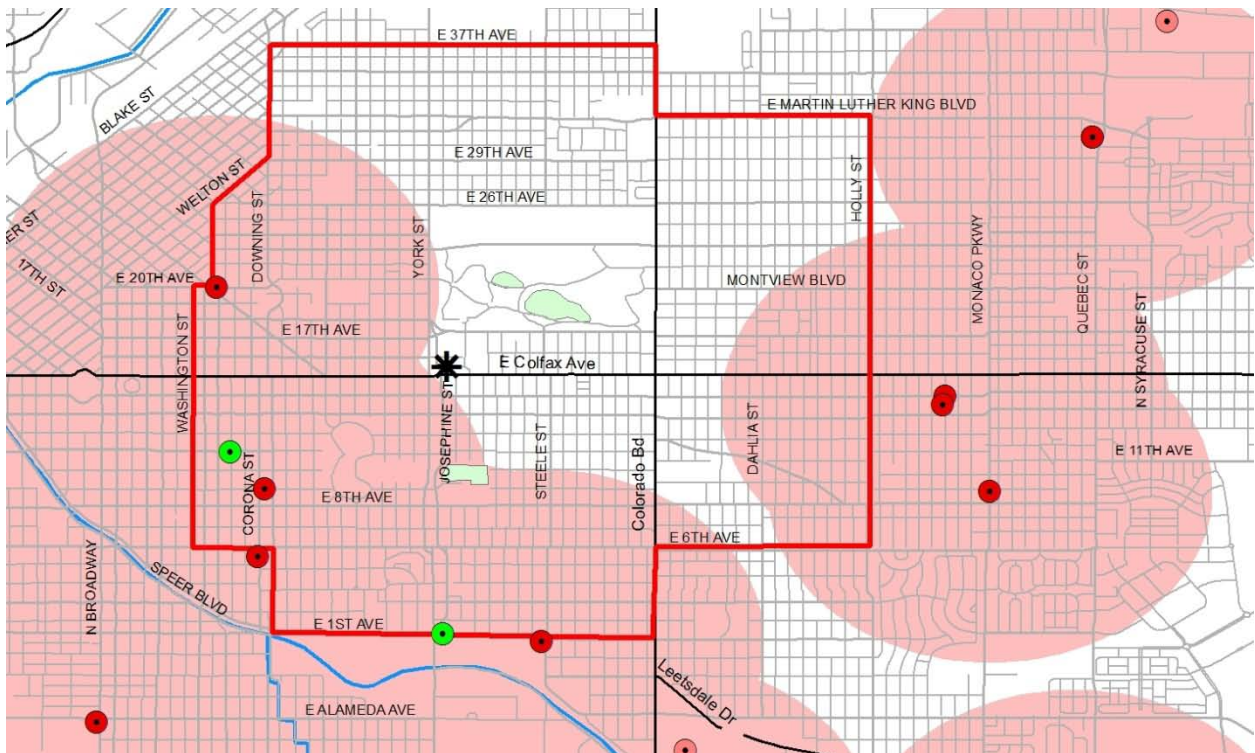 E 37TH AVE
E MARTIN LUTHER KING BLVD
BLAKE ST
E 29TH AVE
WELTON ST
E 26TH AVE
HOLLY ST
DOWNING ST
YORK ST
MONACO PKWY
17TH ST
E 20TH AVE
MONTVIEW BLVD
QUEBEC ST
N SYRACUSE ST
WASHINGTON ST
E 17TH AVE
E Colfax Ave
JOSEPHINE ST
STEELE ST
DAHLIA ST
CORONA ST
Colorado Bd
E 11TH AVE
E 8TH AVE
E 6TH AVE
N BROADWAY
SPEER BLVD
E 1ST AVE
Leetsdale Dr
E ALAMEDA AVE